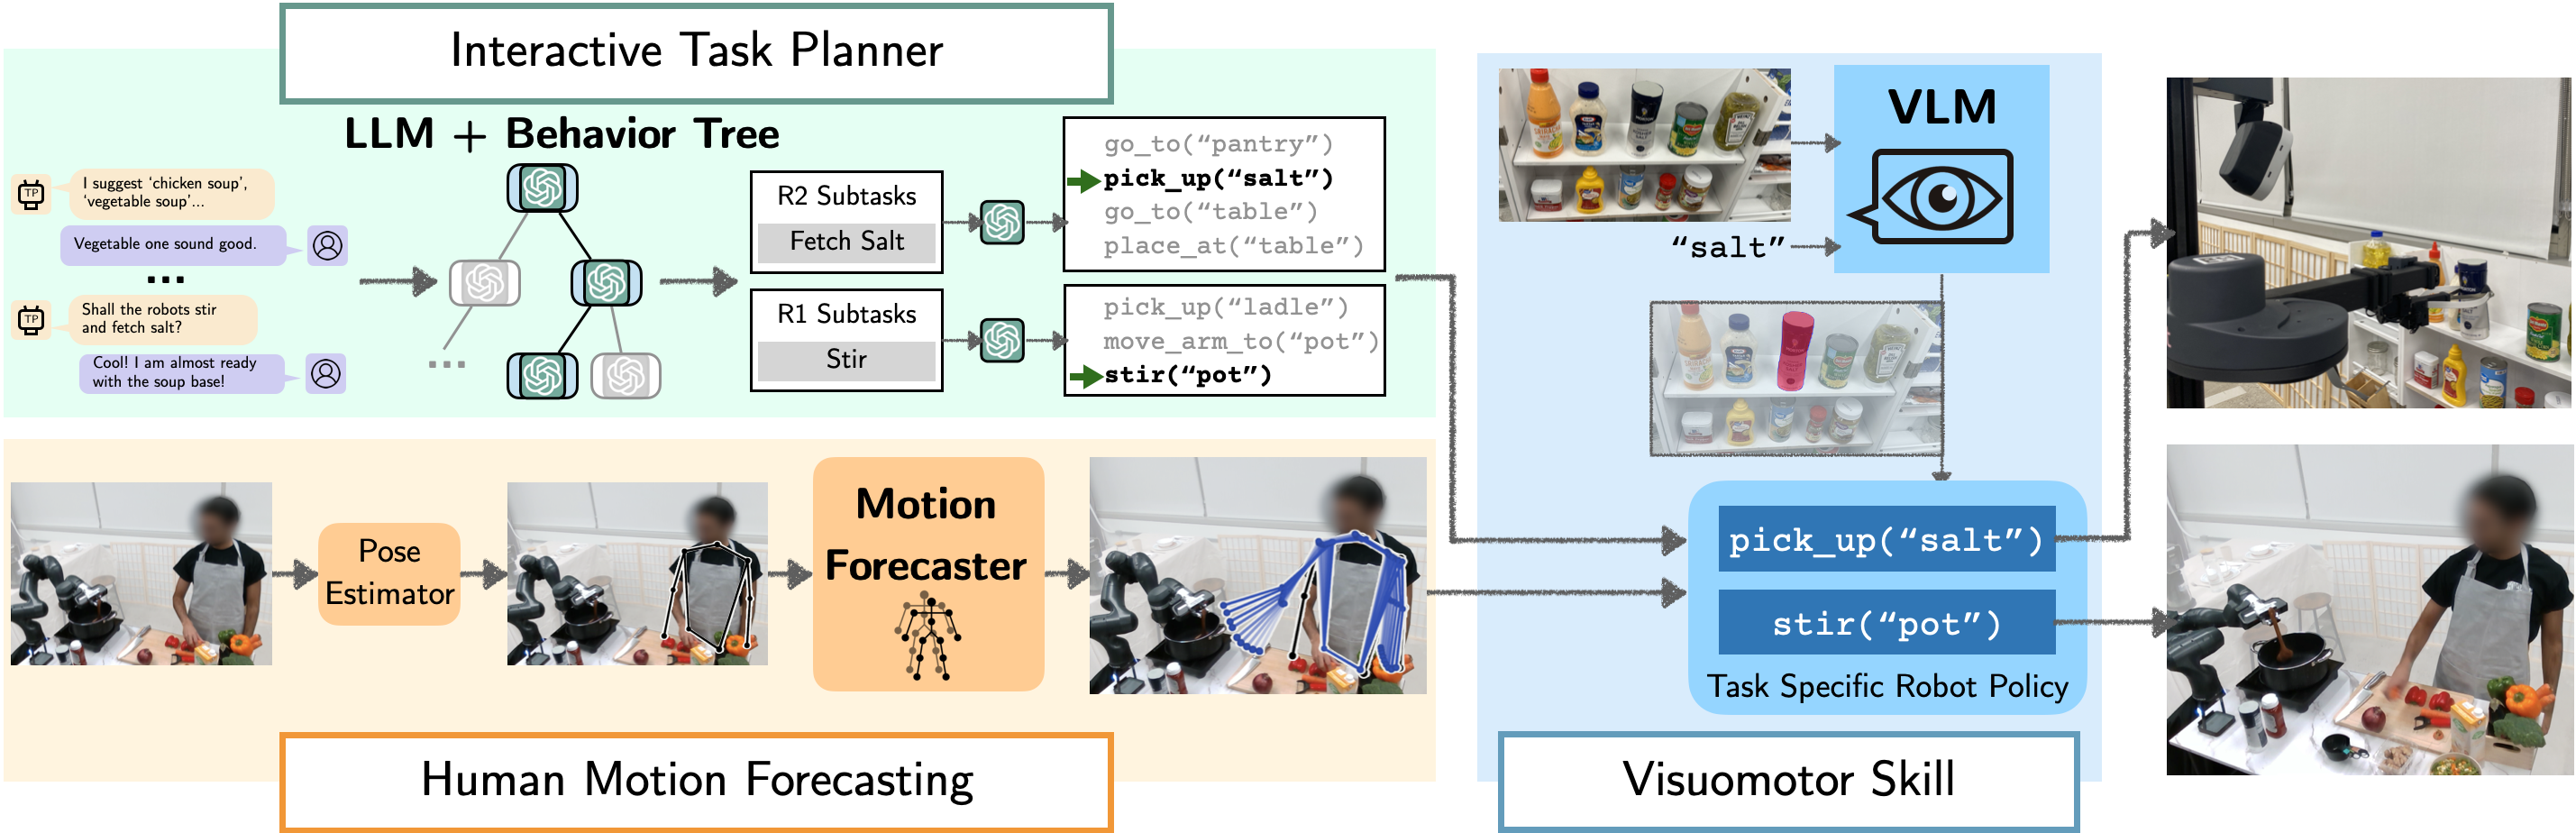 Interactive Task Planner
LLM + Behavior Tree
TP
I suggest ‘chicken soup’,
‘vegetable soup’...
Vegetable one sound good.
...
TP
Shall the robots stir
and fetch salt?
Cool! I am almost ready
with the soup base!
...
R2 Subtasks
Fetch Salt
R1 Subtasks
Stir
go_to(“pantry”)
pick_up(“salt”)
go_to(“table”)
place_at(“table”)
pick_up(“ladle”)
move_arm_to(“pot”)
stir(“pot”)
Pose
Estimator
Motion
Forecaster
Human Motion Forecasting
VLM
“salt”
pick_up(“salt”)
stir(“pot”)
Task Specific Robot Policy
Visuomotor Skill